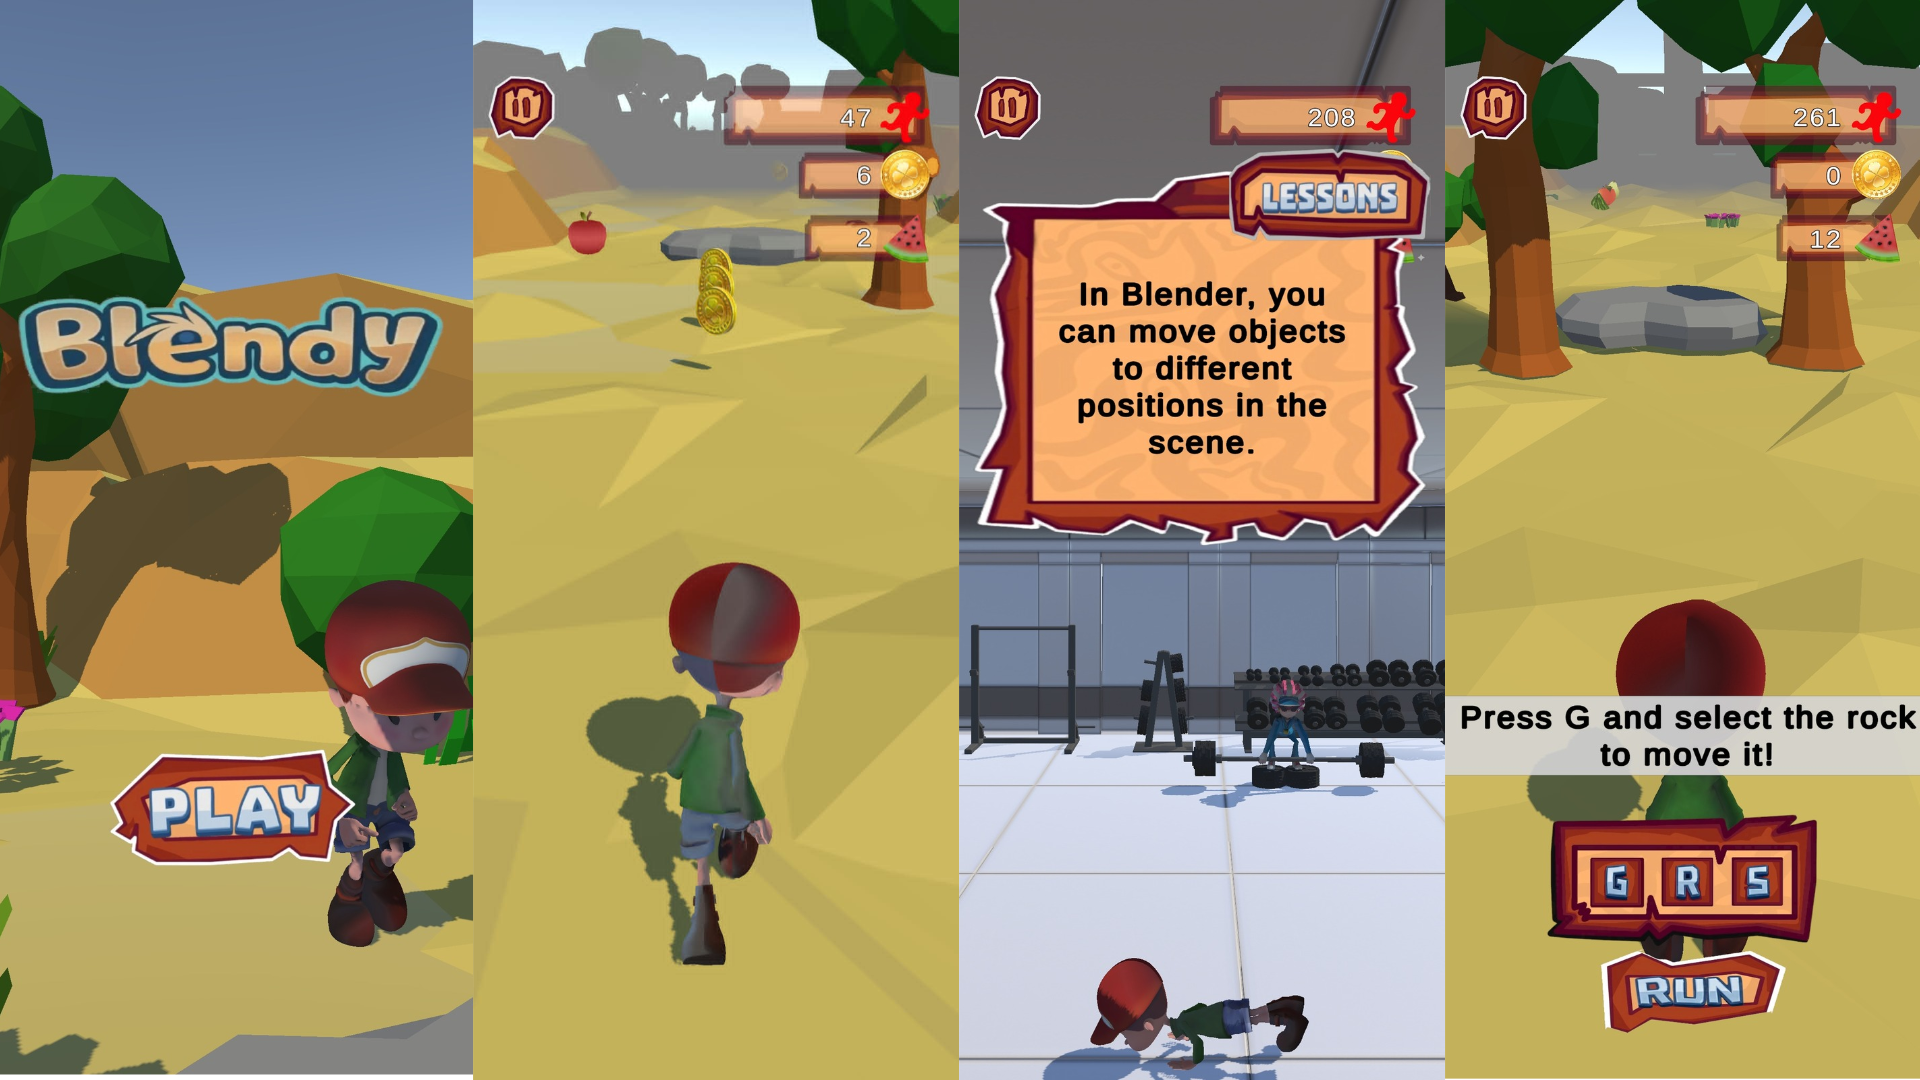 Blendy
PLAY
47
6
2
208
LESSONS
In Blender, you
can move objects
to different
positions in the
scene.
261
0
12
Press G and select the rock
to move it!
G R S
RUN